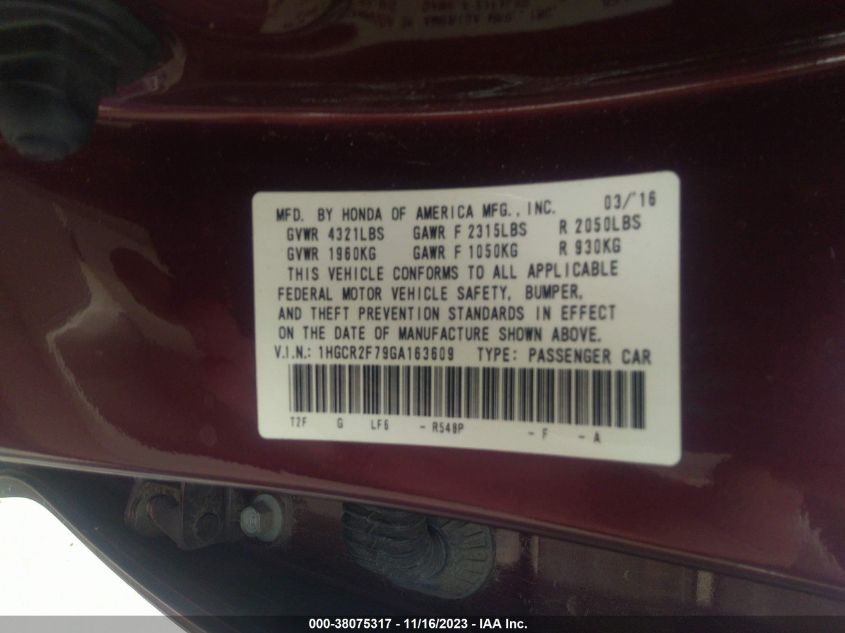 MFD. BY HONDA OF AMERICA MFG., INC. 03/'16
GVWR 4321LBS GAWR F 2315LBS R 2050LBS
GVWR 1960KG GAWR F 1050KG R 930KG
THIS VEHICLE CONFORMS TO ALL APPLICABLE
FEDERAL MOTOR VEHICLE SAFETY, BUMPER,
AND THEFT PREVENTION STANDARDS IN EFFECT
ON THE DATE OF MANUFACTURE SHOWN ABOVE.
V.I.N.: 1HGCR2F79GA163609 TYPE: PASSENGER CAR
T2F G LF6 - R548P - F - A
000-38075317 - 11/16/2023 - IAA Inc.